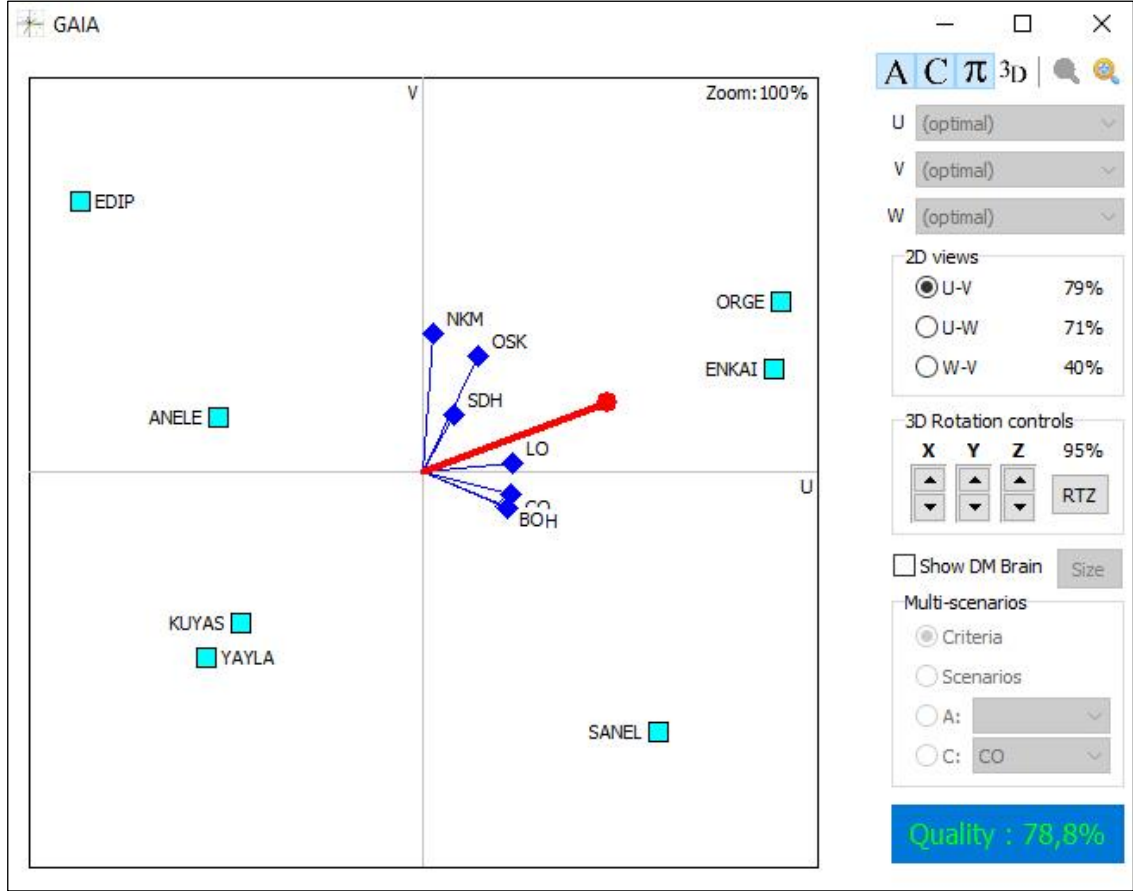 GAIA
A C π 3D
V
Zoom:100%
U (optimal)
V (optimal)
W (optimal)
EDIP
2D views
U-V 79%
U-W 71%
W-V 40%
ORGE
NKM
OSK
ENKAI
SDH
ANELE
LO
BO
U
3D Rotation controls
X Y Z 95%
RTZ
Show DM Brain Size
Multi-scenarios
Criteria
Scenarios
A:
C: CO
KUYAS
YAYLA
SANEL
Quality : 78,8%